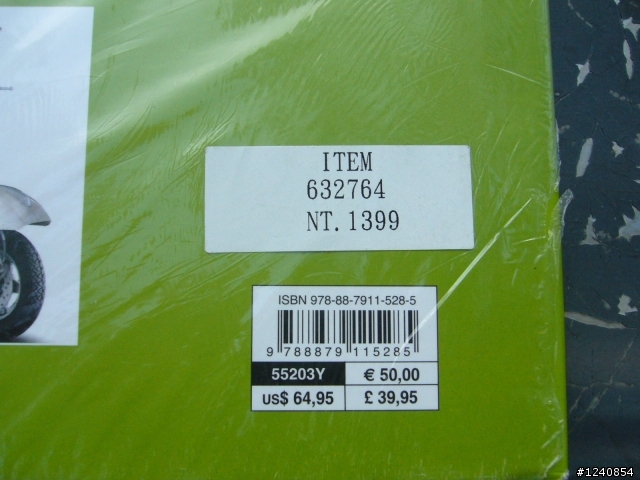 ITEM
632764
NT. 1399
ISBN 978-88-7911-528-5
9 788879 115285
55203Y € 50,00
US$ 64,95 £ 39,95
#1240854